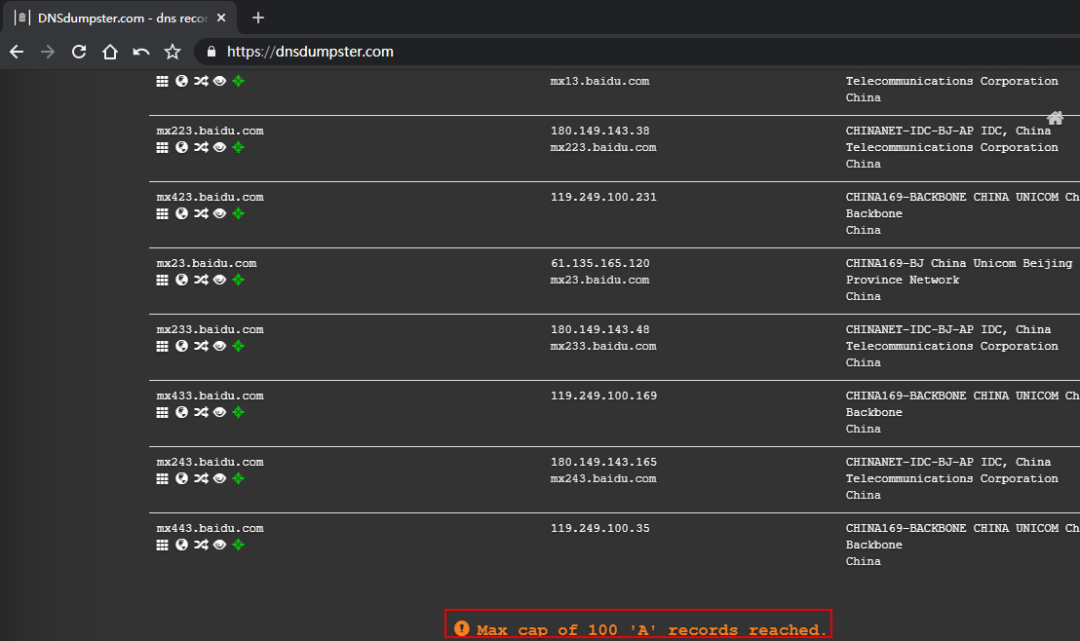 DNSdumpster.com - dns recor
https://dnsdumpster.com
mx13.baidu.com
Telecommunications Corporation
China
mx223.baidu.com
180.149.143.38
mx223.baidu.com
CHINANET-IDC-BJ-AP IDC, China
Telecommunications Corporation
China
mx423.baidu.com
119.249.100.231
CHINA169-BACKBONE CHINA UNICOM Ch
Backbone
China
mx23.baidu.com
61.135.165.120
mx23.baidu.com
CHINA169-BJ China Unicom Beijing
Province Network
China
mx233.baidu.com
180.149.143.48
mx233.baidu.com
CHINANET-IDC-BJ-AP IDC, China
Telecommunications Corporation
China
mx433.baidu.com
119.249.100.169
CHINA169-BACKBONE CHINA UNICOM Ch
Backbone
China
mx243.baidu.com
180.149.143.165
mx243.baidu.com
CHINANET-IDC-BJ-AP IDC, China
Telecommunications Corporation
China
mx443.baidu.com
119.249.100.35
CHINA169-BACKBONE CHINA UNICOM Ch
Backbone
China
Max cap of 100 'A' records reached.